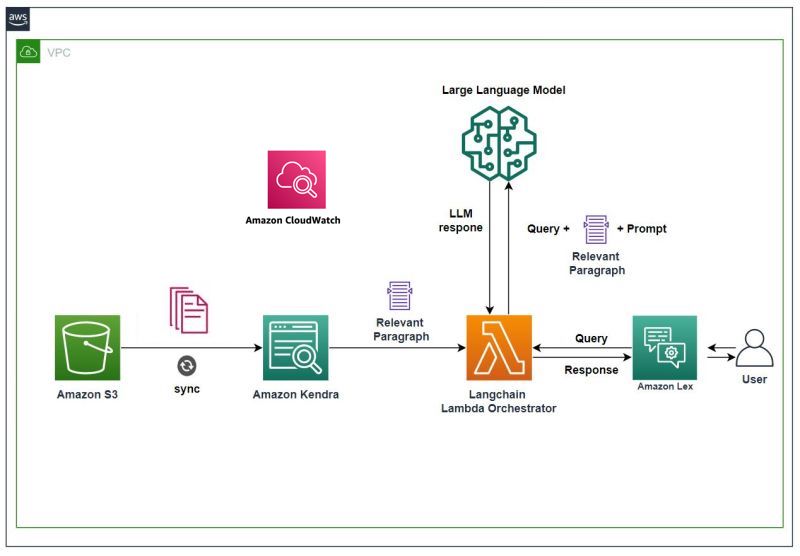 aws
VPC
Large Language Model
Amazon CloudWatch
LLM
respone
Query +
+ Prompt
Relevant
Paragraph
Relevant
Paragraph
sync
Amazon S3
Amazon Kendra
Langchain
Lambda Orchestrator
Query
Response
Amazon Lex
User